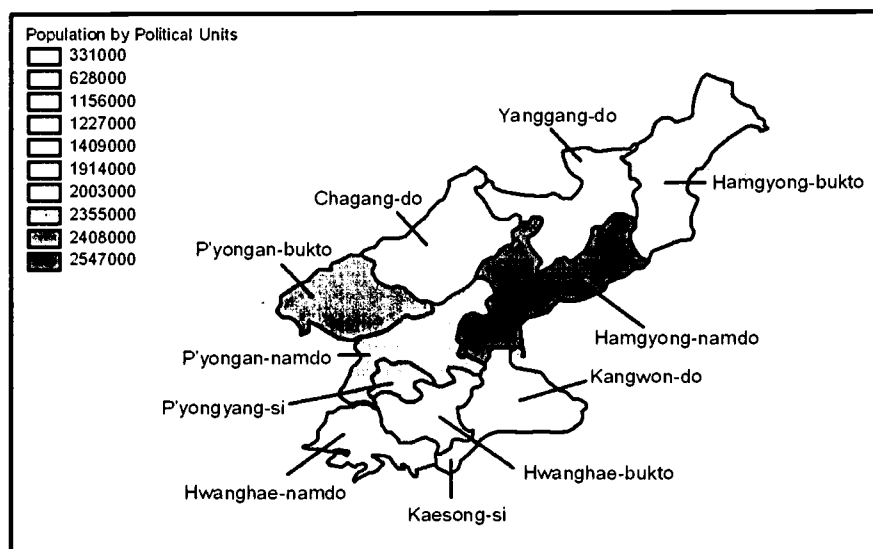 Population by Political Units
331000
628000
1156000
1227000
1409000
1914000
2003000
2355000
2408000
2547000
Yanggang-do
Hamgyong-bukto
Chagang-do
P'yongan-bukto
Hamgyong-namdo
P'yongan-namdo
Kangwon-do
P'yongyang-si
Hwanghae-bukto
Hwanghae-namdo
Kaesong-si